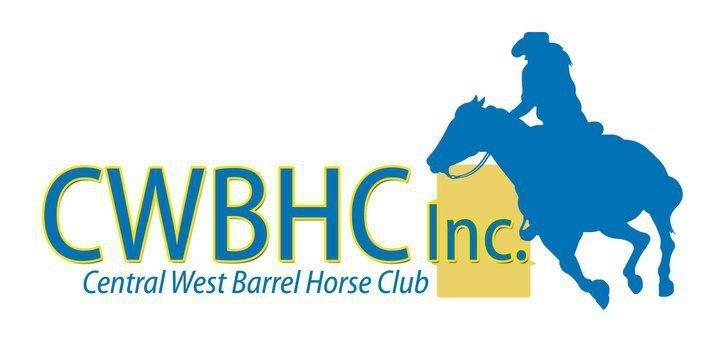 CWBHC Inc.
Central West Barrel Horse Club